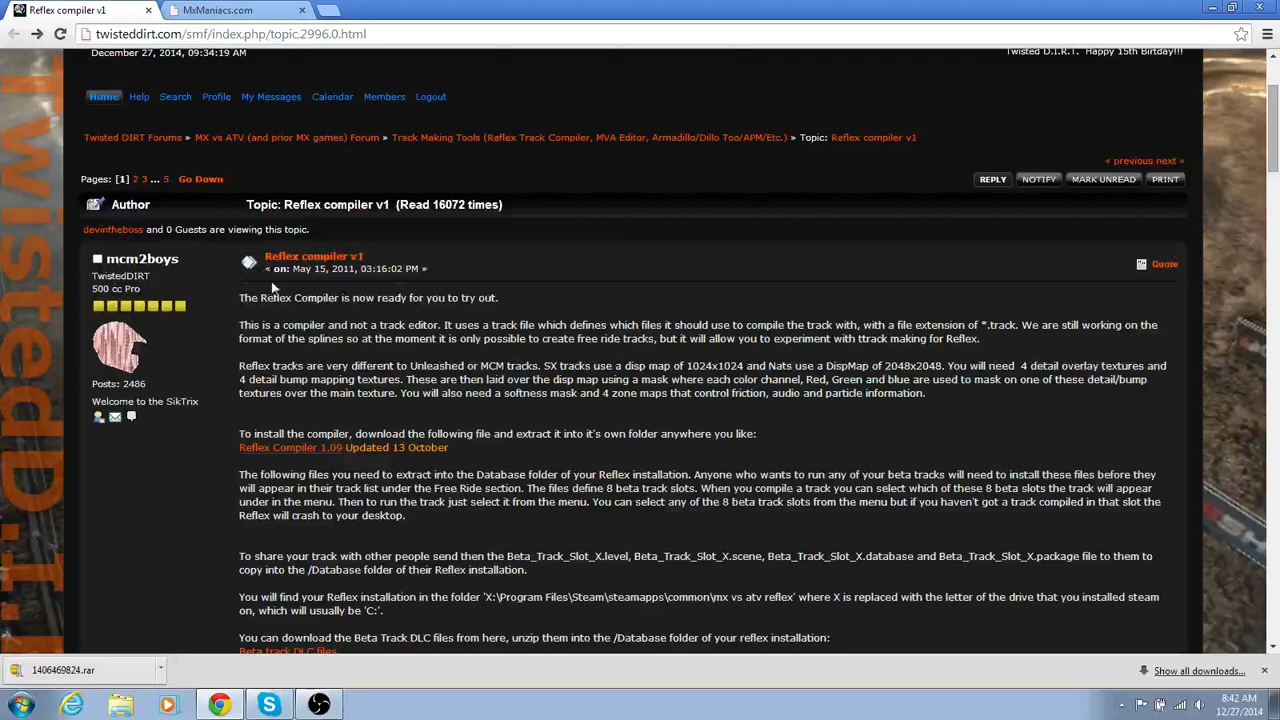 Reflex compiler v1
MxManiacs.com
twisteddirt.com/smf/index.php/topic,2996.0.html
December 27, 2014, 09:34:19 AM
Twisted D.I.R.T. Happy 15th Birtday!!!
Home Help Search Profile My Messages Calendar Members Logout
Twisted DIRT Forums » MX vs ATV (and prior MX games) Forum » Track Making Tools (Reflex Track Compiler, MVA Editor, Armadillo/Dillo Too/APM/Etc.) » Topic: Reflex compiler v1
« previous next »
Pages: [1] 2 3 ... 5 Go Down
REPLY NOTIFY MARK UNREAD PRINT
Author Topic: Reflex compiler v1 (Read 16072 times)
devintheboss and 0 Guests are viewing this topic.
mcm2boys
TwistedDIRT
500 cc Pro
Posts: 2486
Welcome to the SikTrix
Reflex compiler v1
« on: May 15, 2011, 03:16:02 PM »
Quote
The Reflex Compiler is now ready for you to try out.
This is a compiler and not a track editor. It uses a track file which defines which files it should use to compile the track with, with a file extension of *.track. We are still working on the
format of the splines so at the moment it is only possible to create free ride tracks, but it will allow you to experiment with ttrack making for Reflex.
Reflex tracks are very different to Unleashed or MCM tracks. SX tracks use a disp map of 1024x1024 and Nats use a DispMap of 2048x2048. You will need 4 detail overlay textures and
4 detail bump mapping textures. These are then laid over the disp map using a mask where each color channel, Red, Green and blue are used to mask on one of these detail/bump
textures over the main texture. You will also need a softness mask and 4 zone maps that control friction, audio and particle information.
To install the compiler, download the following file and extract it into it's own folder anywhere you like:
Reflex Compiler 1.09 Updated 13 October
The following files you need to extract into the Database folder of your Reflex installation. Anyone who wants to run any of your beta tracks will need to install these files before they
will appear in their track list under the Free Ride section. The files define 8 beta track slots. When you compile a track you can select which of these 8 beta slots the track will appear
under in the menu. Then to run the track just select it from the menu. You can select any of the 8 beta track slots from the menu but if you haven't got a track compiled in that slot the
Reflex will crash to your desktop.
To share your track with other people send then the Beta_Track_Slot_X.level, Beta_Track_Slot_X.scene, Beta_Track_Slot_X.database and Beta_Track_Slot_X.package file to them to
copy into the /Database folder of their Reflex installation.
You will find your Reflex installation in the folder 'X:\Program Files\Steam\steamapps\common\mx vs atv reflex' where X is replaced with the letter of the drive that you installed steam
on, which will usually be 'C:'.
You can download the Beta Track DLC files from here, unzip them into the /Database folder of your reflex installation:
Beta track DLC files
1406469824.rar
Show all downloads...
8:42 AM
12/27/2014